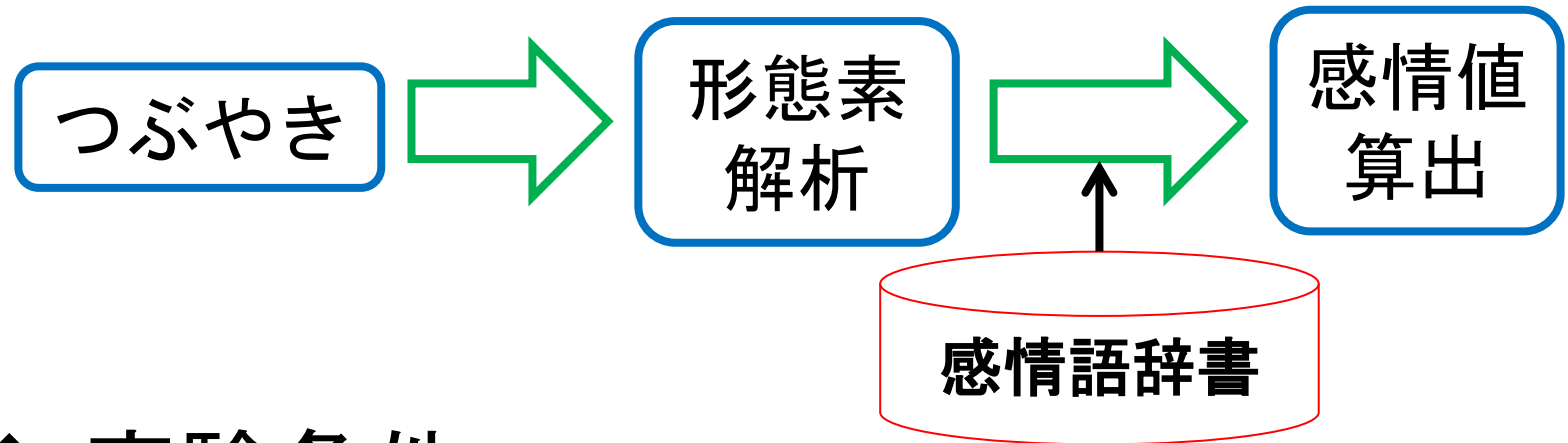 つぶやき
形態素
解析
感情値
算出
感情語辞書